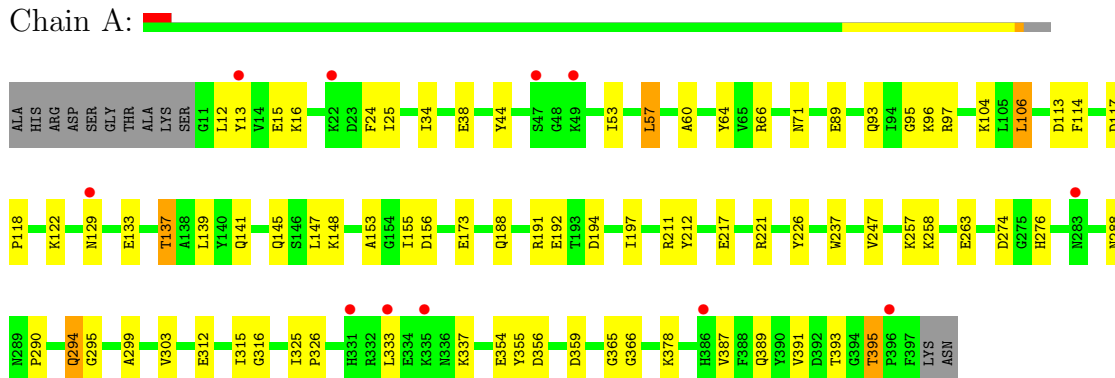 Chain A:
ALA HIS ARG ASP SER GLY THR ALA LYS SER G11 L12 Y13 V14 E15 K16 K22 D23 F24 I25 I34 E38 Y44 S47 G48 K49 I53 L57 A60 Y64 V65 R66 N71 E89 Q93 I94 G95 K96 R97 K104 L105 L106 D113 F114
P118 K122 N129 E133 T137 A138 L139 Y140 Q141 Q145 S146 L147 K148 A153 G154 I155 D156 E173 Q188 R191 E192 T193 D194 I197 R211 Y212 E217 R221 Y226 W237 V247 K257 K258 E263 D274 G275 H276 N283
N289 P290 Q294 G295 A299 V303 E312 I315 G316 I325 P326 H331 R332 L333 E334 K335 N336 K337 E354 Y355 D356 D359 G365 G366 K378 H386 V387 F388 Q389 Y390 V391 D392 T393 G394 T395 P396 F397 LYS ASN